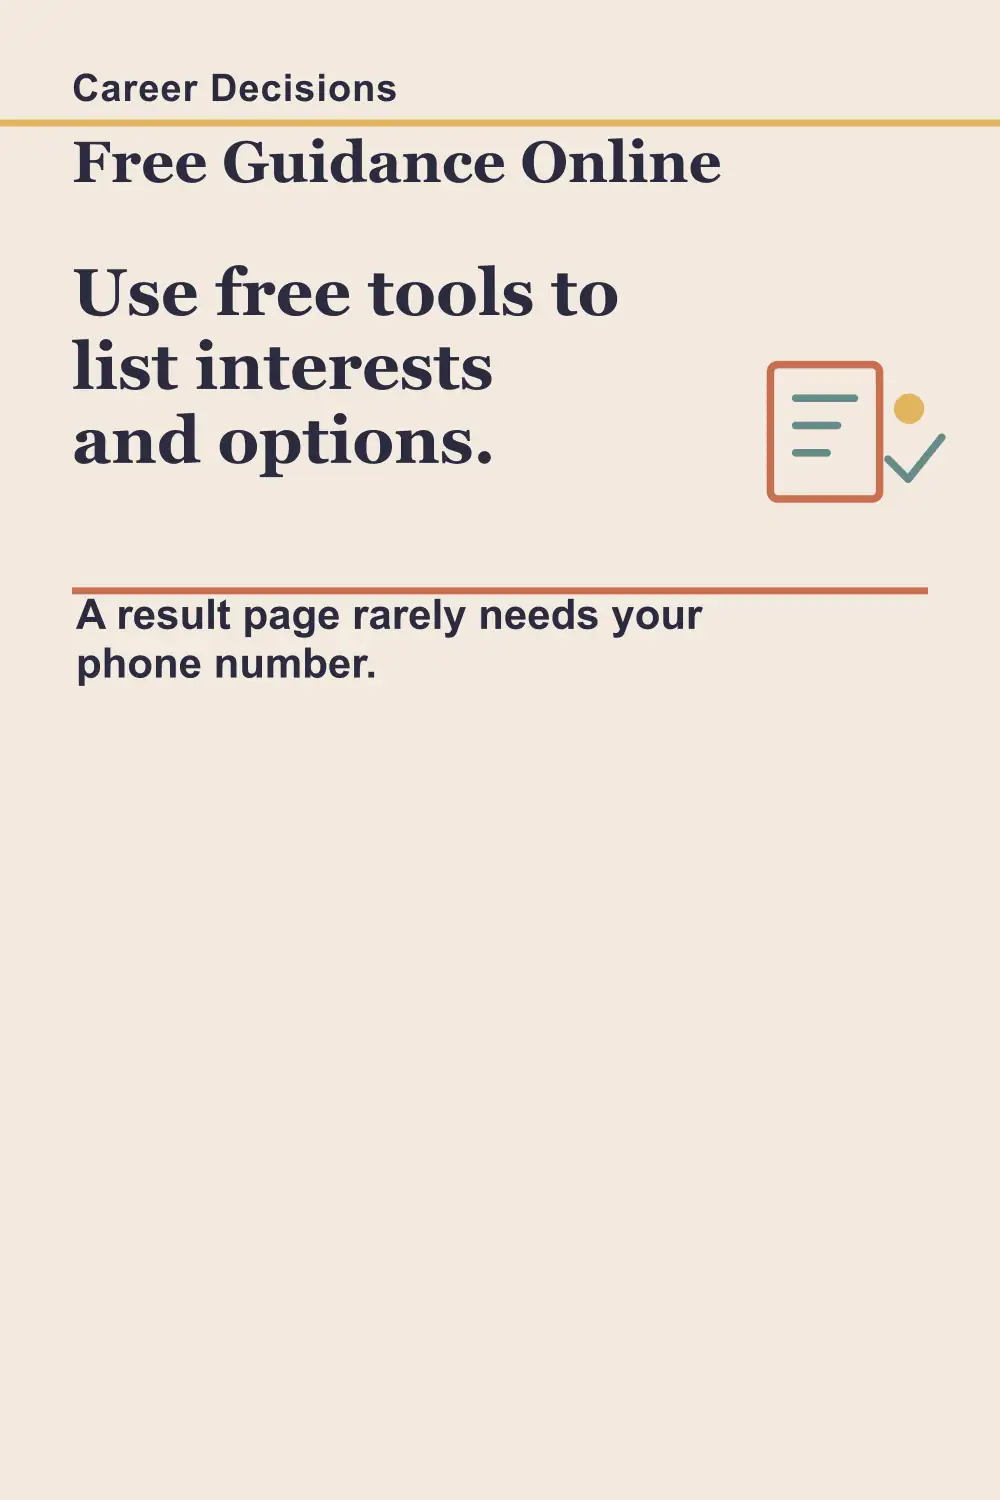 Career Decisions
Free Guidance Online
Use free tools to
list interests
and options.
A result page rarely needs your
phone number.